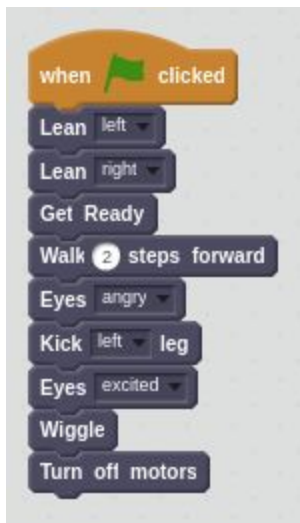 when clicked
Lean left
Lean right
Get Ready
Walk 2 steps forward
Eyes angry
Kick left leg
Eyes excited
Wiggle
Turn off motors